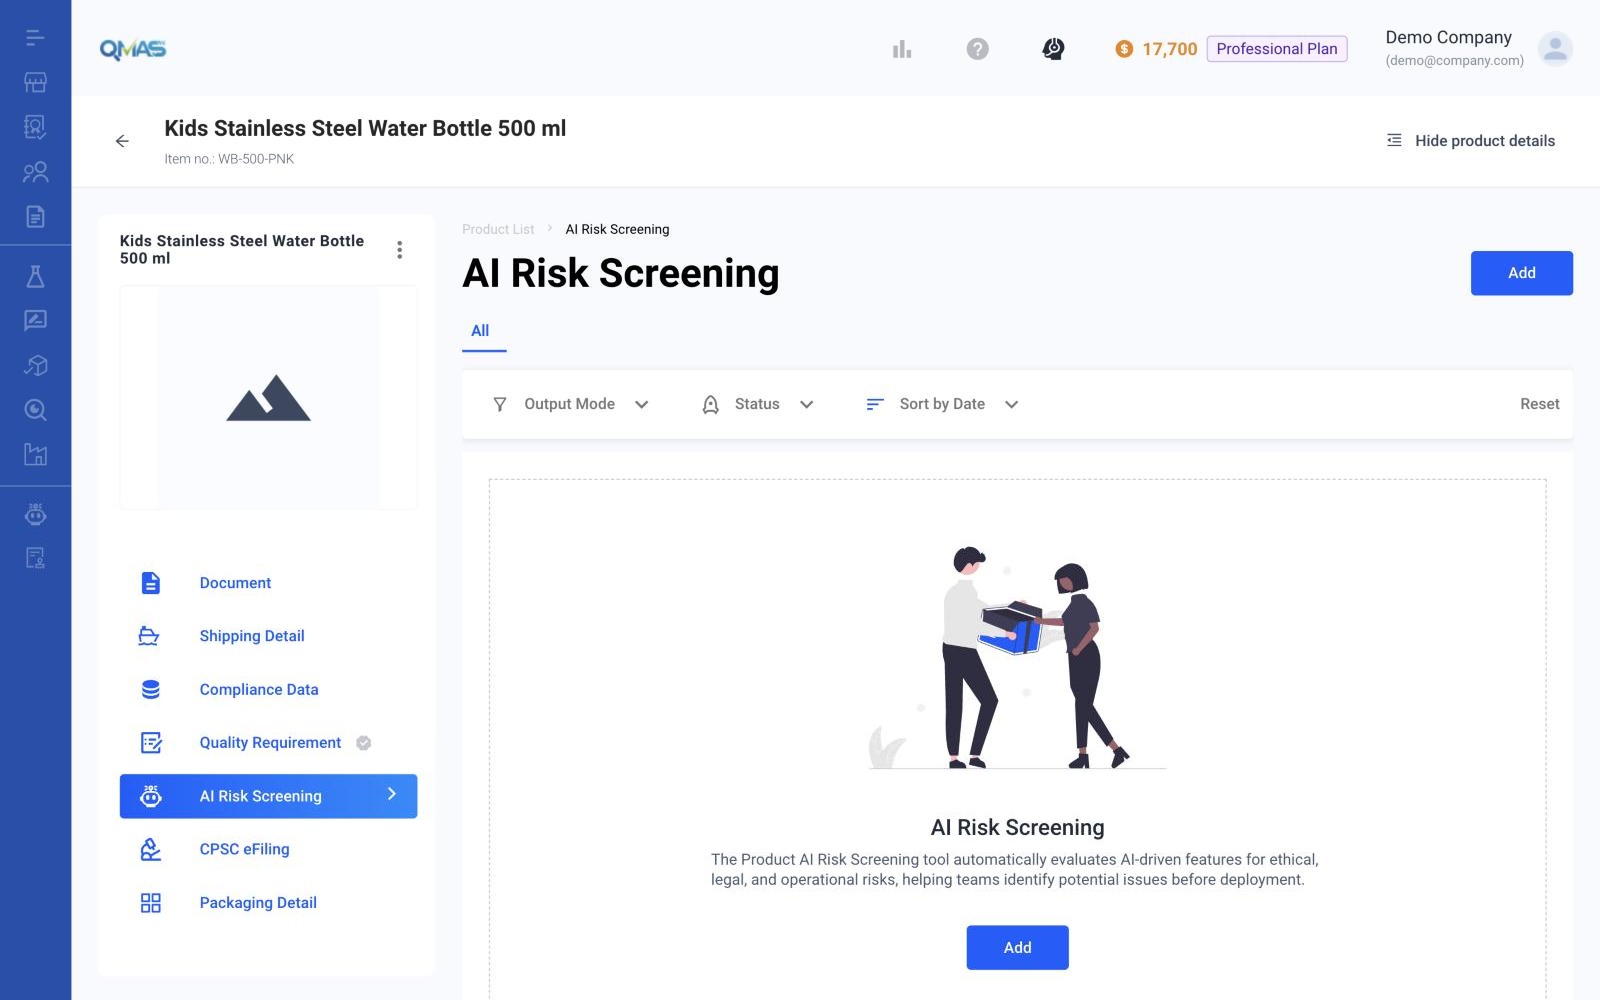 QMAS
17,700
Professional Plan
Demo Company
(demo@company.com)
Kids Stainless Steel Water Bottle 500 ml
Item no.: WB-500-PNK
Hide product details
Kids Stainless Steel Water Bottle
500 ml
Document
Shipping Detail
Compliance Data
Quality Requirement
AI Risk Screening
CPSC eFiling
Packaging Detail
Product List > AI Risk Screening
AI Risk Screening
Add
All
Output Mode
Status
Sort by Date
Reset
AI Risk Screening
The Product AI Risk Screening tool automatically evaluates AI-driven features for ethical,
legal, and operational risks, helping teams identify potential issues before deployment.
Add